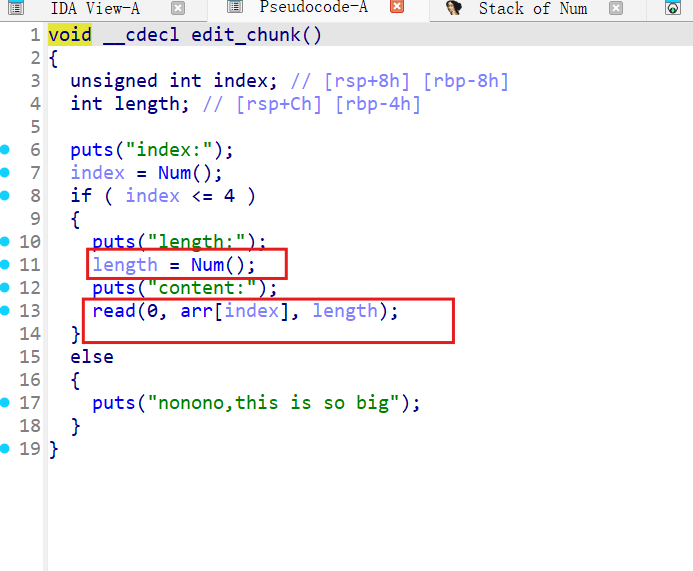 IDA View-A Pseudocode-A Stack of Num
1 void __cdecl edit_chunk()
2 {
3 unsigned int index; // [rsp+8h] [rbp-8h]
4 int length; // [rsp+Ch] [rbp-4h]
5
6 puts("index:");
7 index = Num();
8 if ( index <= 4 )
9 {
10 puts("length:");
11 length = Num();
12 puts("content:");
13 read(0, arr[index], length);
14 }
15 else
16 {
17 puts("nonono,this is so big");
18 }
19 }